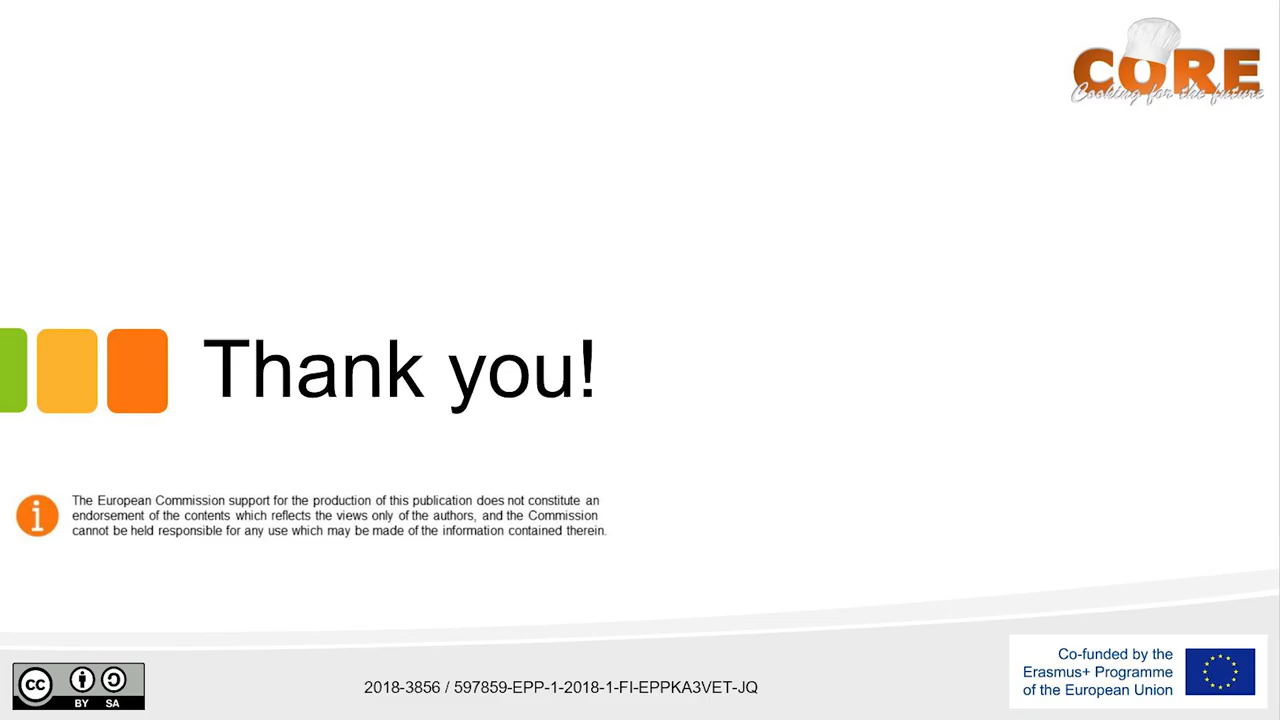 CORE
Cooking for the future
Thank you!
i
The European Commission support for the production of this publication does not constitute an
endorsement of the contents which reflects the views only of the authors, and the Commission
cannot be held responsible for any use which may be made of the information contained therein.
cc
BY SA
2018-3856 / 597859-EPP-1-2018-1-FI-EPPKA3VET-JQ
Co-funded by the
Erasmus+ Programme
of the European Union